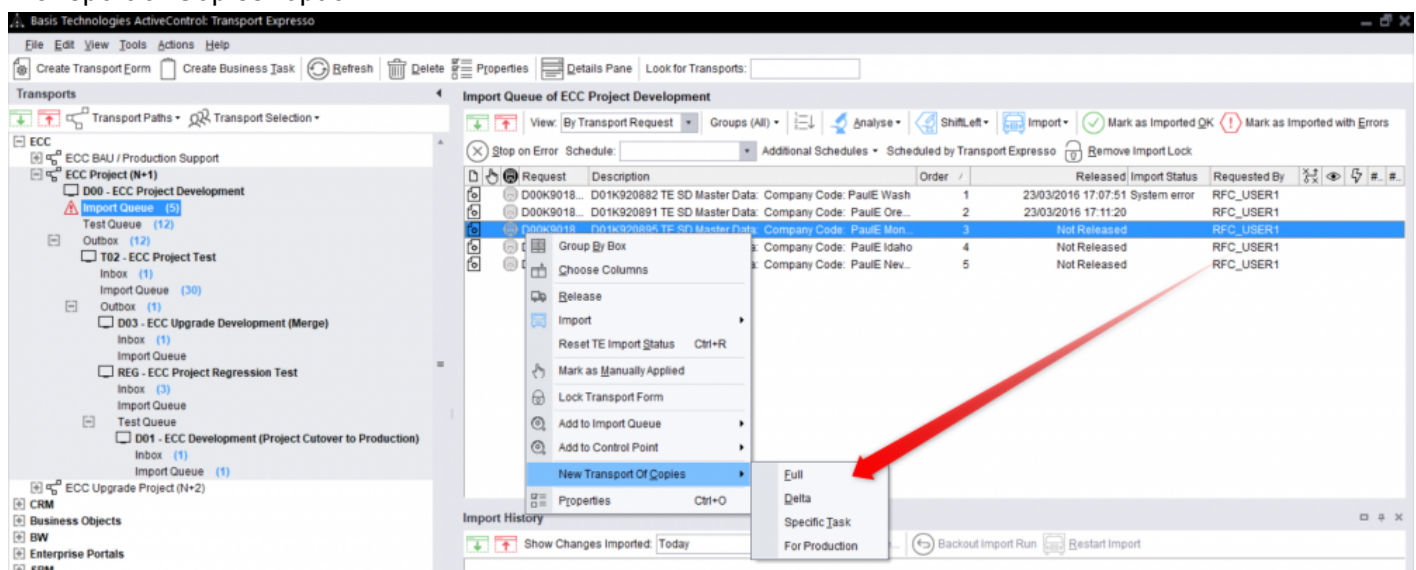 Basis Technologies ActiveControl: Transport Expresso
File Edit View Tools Actions Help
Create Transport Form Create Business Task Refresh Delete Properties Details Pane Look for Transports:
Transports
Transport Paths Transport Selection
ECC
ECC BAU / Production Support
ECC Project (N+1)
D00 - ECC Project Development
Import Queue (5)
Test Queue (12)
Outbox (12)
T02 - ECC Project Test
Inbox (1)
Import Queue (30)
Outbox (1)
D03 - ECC Upgrade Development (Merge)
Inbox (1)
Import Queue
REG - ECC Project Regression Test
Inbox (3)
Import Queue
Test Queue
D01 - ECC Development (Project Cutover to Production)
Inbox (1)
Import Queue (1)
ECC Upgrade Project (N+2)
CRM
Business Objects
BW
Enterprise Portals
Import Queue of ECC Project Development
View: By Transport Request Groups (All) Analyse ShiftLeft Import Mark as Imported OK Mark as Imported with Errors
Stop on Error Schedule: Additional Schedules Scheduled by Transport Expresso Remove Import Lock
Request Description Order Released Import Status Requested By #.. #..
D00K9018... D01K920882 TE SD Master Data: Company Code: PaulE Wash 1 23/03/2016 17:07:51 System error RFC_USER1
D00K9018... D01K920891 TE SD Master Data: Company Code: PaulE Ore... 2 23/03/2016 17:11:20 RFC_USER1
D00K9018... D01K920895 TE SD Master Data: Company Code: PaulE Mon... 3 Not Released RFC_USER1
Company Code: PaulE Idaho 4 Not Released RFC_USER1
Company Code: PaulE Nev... 5 Not Released RFC_USER1
Group By Box
Choose Columns
Release
Import
Reset TE Import Status Ctrl+R
Mark as Manually Applied
Lock Transport Form
Add to Import Queue
Add to Control Point
New Transport Of Copies
Properties Ctrl+O
Full
Delta
Specific Task
For Production
Import History
Show Changes Imported: Today Backout Import Run Restart Import